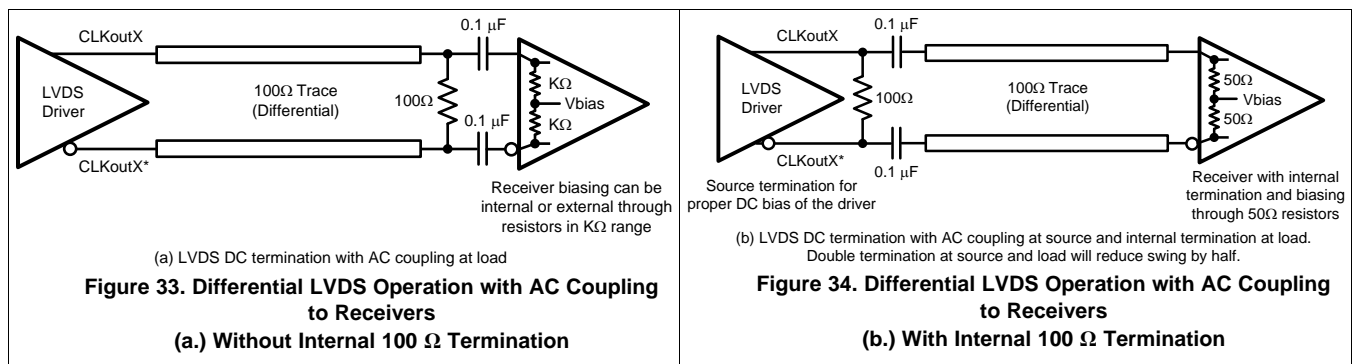 CLKoutX
0.1 µF
LVDS
Driver
100Ω Trace
(Differential)
100Ω
KΩ
Vbias
KΩ
0.1 µF
CLKoutX*
Receiver biasing can be
internal or external through
resistors in KΩ range
(a) LVDS DC termination with AC coupling at load
Figure 33. Differential LVDS Operation with AC Coupling
to Receivers
(a.) Without Internal 100 Ω Termination
CLKoutX
0.1 µF
LVDS
Driver
100Ω
100Ω Trace
(Differential)
50Ω
Vbias
50Ω
CLKoutX*
0.1 µF
Source termination for
proper DC bias of the driver
Receiver with internal
termination and biasing
through 50Ω resistors
(b) LVDS DC termination with AC coupling at source and internal termination at load.
Double termination at source and load will reduce swing by half.
Figure 34. Differential LVDS Operation with AC Coupling
to Receivers
(b.) With Internal 100 Ω Termination